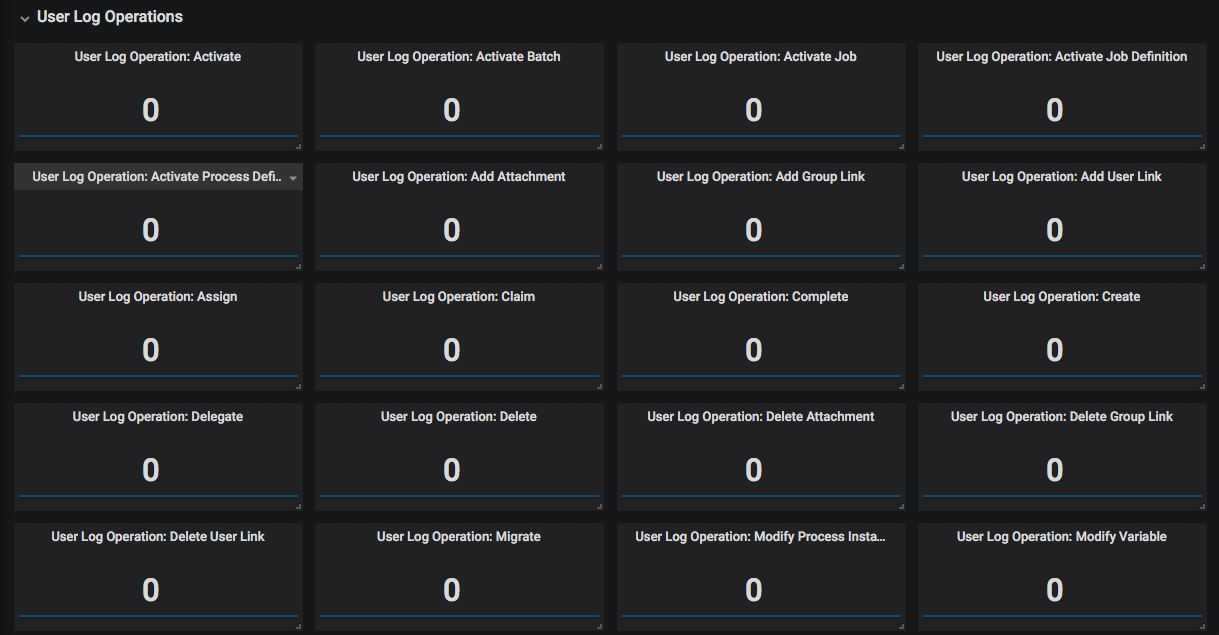 User Log Operations
User Log Operation: Activate
User Log Operation: Activate Batch
User Log Operation: Activate Job
User Log Operation: Activate Job Definition
0
0
0
0
User Log Operation: Activate Process Defi..
User Log Operation: Add Attachment
User Log Operation: Add Group Link
User Log Operation: Add User Link
0
0
0
0
User Log Operation: Assign
User Log Operation: Claim
User Log Operation: Complete
User Log Operation: Create
0
0
0
0
User Log Operation: Delegate
User Log Operation: Delete
User Log Operation: Delete Attachment
User Log Operation: Delete Group Link
0
0
0
0
User Log Operation: Delete User Link
User Log Operation: Migrate
User Log Operation: Modify Process Insta...
User Log Operation: Modify Variable
0
0
0
0